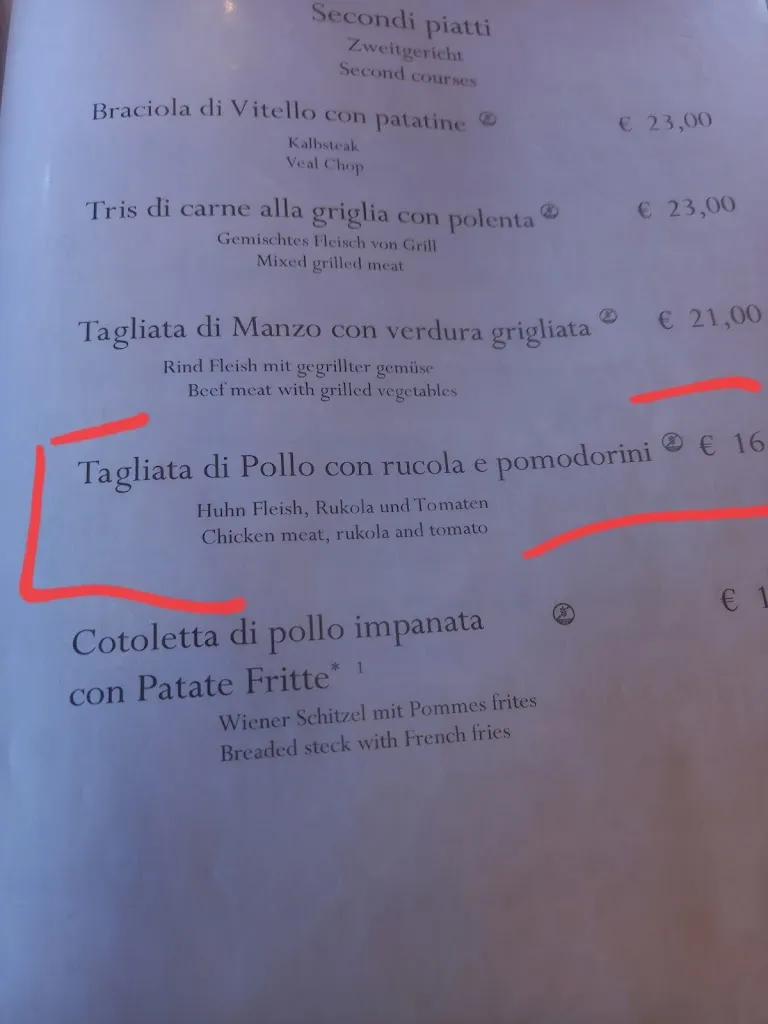 Secondi piatti
Zweitgericht
Second courses
Braciola di Vitello con patatine € 23,00
Kalbsteak
Veal Chop
Tris di carne alla griglia con polenta € 23,00
Gemischtes Fleisch von Grill
Mixed grilled meat
Tagliata di Manzo con verdura grigliata € 21,00
Rind Fleish mit gegrillter gemüse
Beef meat with grilled vegetables
Tagliata di Pollo con rucola e pomodorini € 16
Huhn Fleish, Rukola und Tomaten
Chicken meat, rukola and tomato
Cotoletta di pollo impanata € 1
con Patate Fritte* 1
Wiener Schitzel mit Pommes frites
Breaded steck with French fries